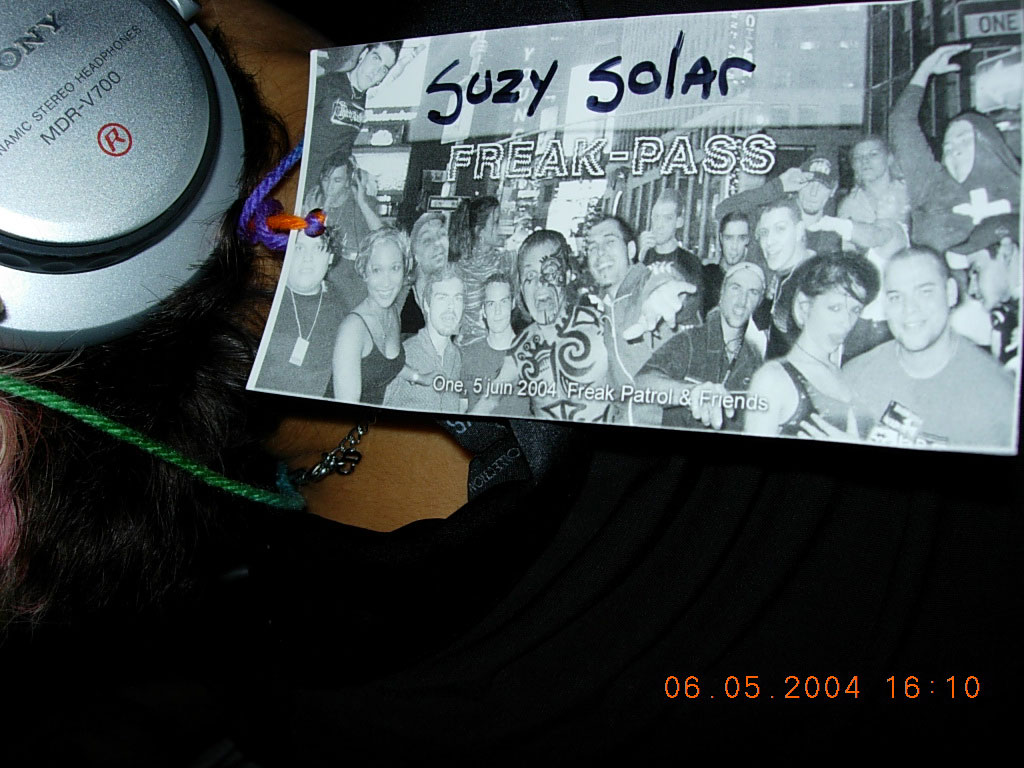 SONY
DYNAMIC STEREO HEADPHONES
MDR-V700
R
ONE
Suzy Solar
FREAK-PASS
One, 5 juin 2004 Freak Patrol & Friends
06.05.2004 16:10